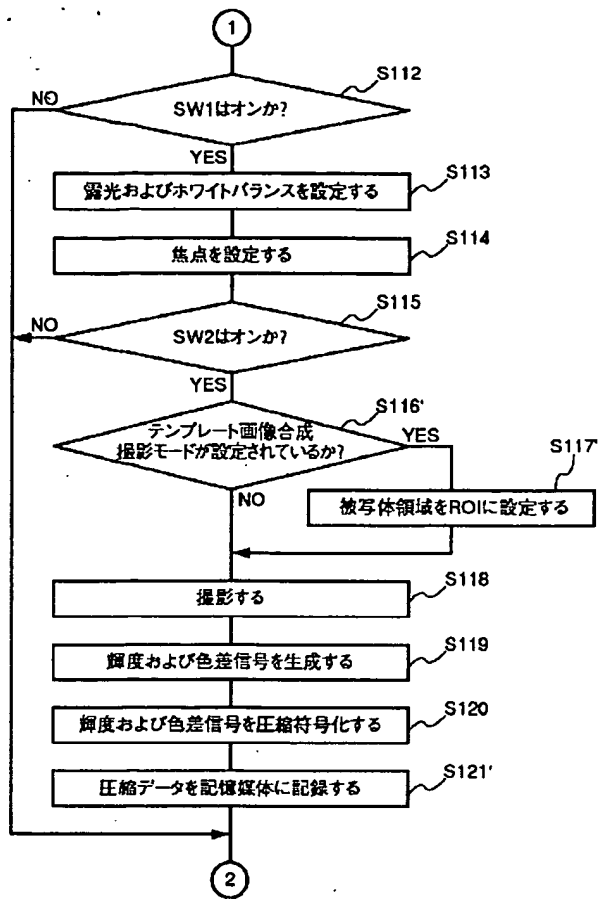 1
S112
NO
SW1はオンか?
YES
S113
露光およびホワイトバランスを設定する
S114
焦点を設定する
S115
NO
SW2はオンか?
YES
S116'
テンプレート画像合成
撮影モードが設定されているか?
YES
S117'
NO
被写体領域をROIに設定する
S118
撮影する
S119
輝度および色差信号を生成する
S120
輝度および色差信号を圧縮符号化する
S121'
圧縮データを記憶媒体に記録する
2